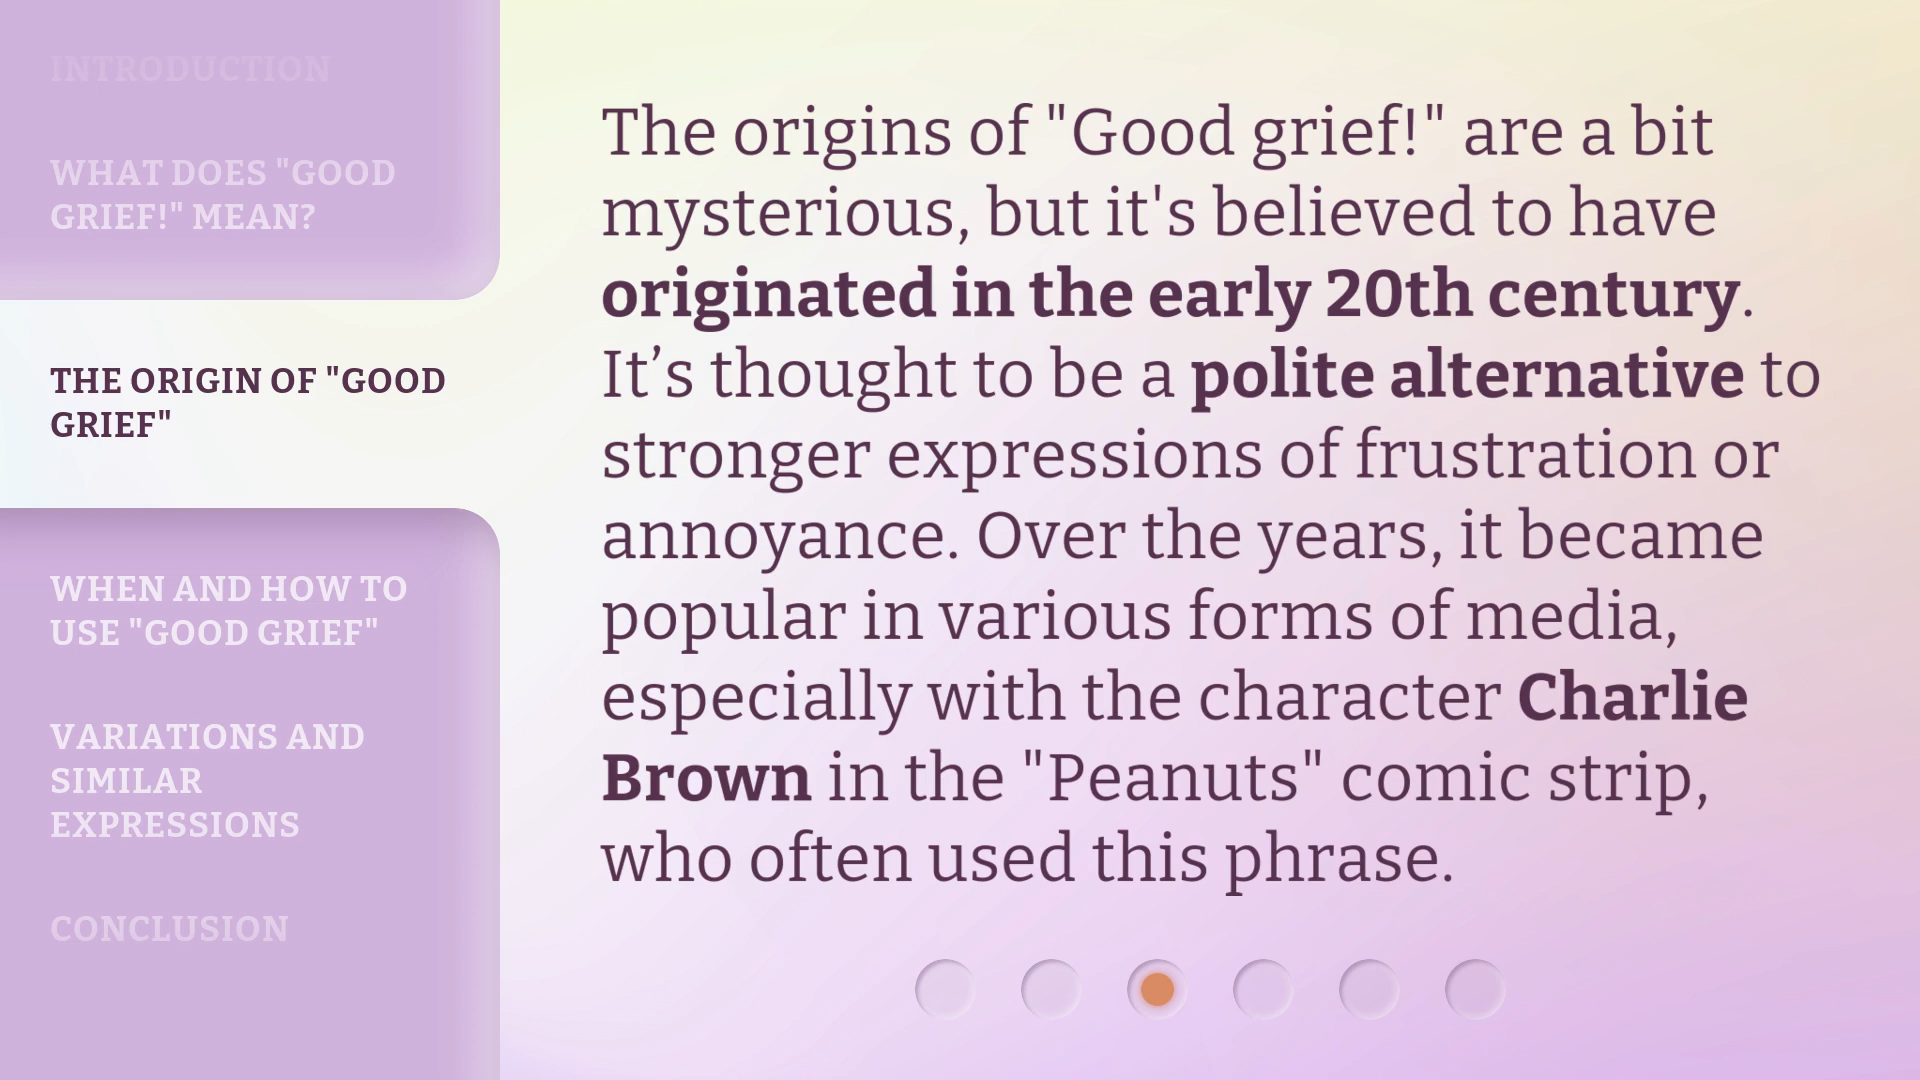 INTRODUCTION
WHAT DOES "GOOD
GRIEF!" MEAN?
THE ORIGIN OF "GOOD
GRIEF"
WHEN AND HOW TO
USE "GOOD GRIEF"
VARIATIONS AND
SIMILAR
EXPRESSIONS
CONCLUSION
The origins of "Good grief!" are a bit
mysterious, but it's believed to have
originated in the early 20th century.
It’s thought to be a polite alternative to
stronger expressions of frustration or
annoyance. Over the years, it became
popular in various forms of media,
especially with the character Charlie
Brown in the "Peanuts" comic strip,
who often used this phrase.